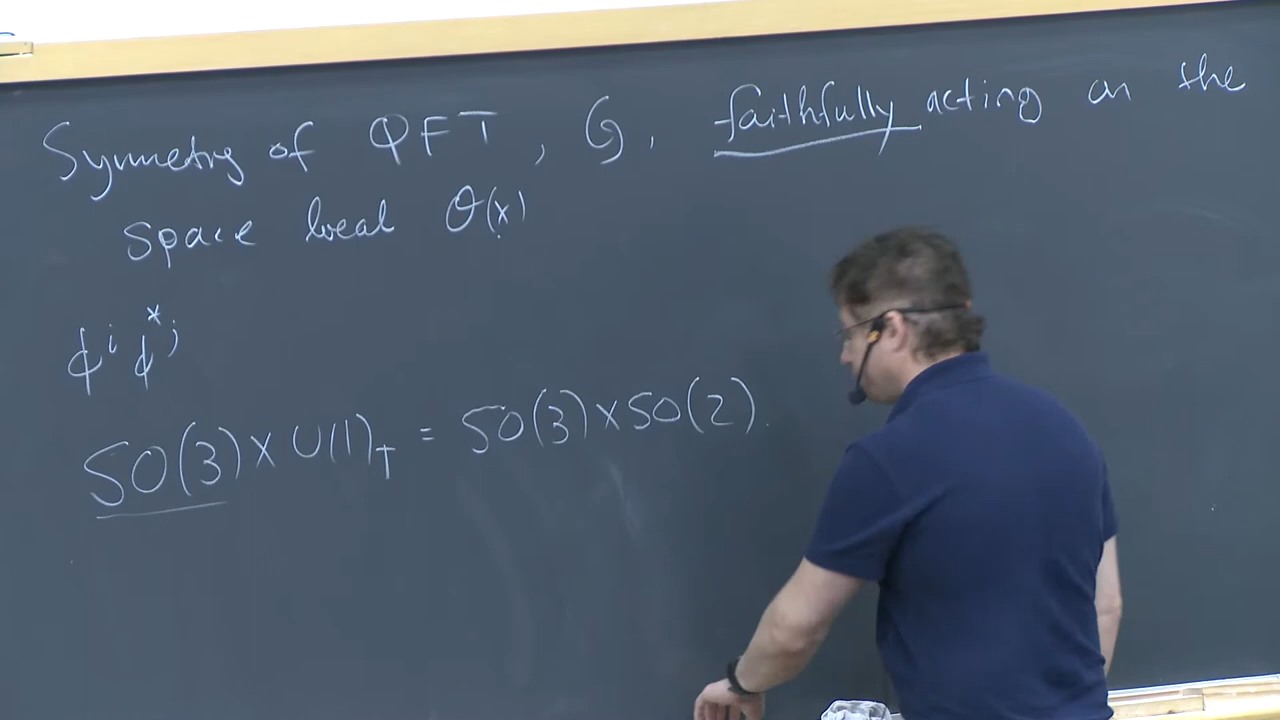 Symmetry of QFT, G, faithfully acting on the
space local O(x)
ϕ^i ϕ^{*j}
SO(3) × U(1)_T = SO(3) × SO(2).